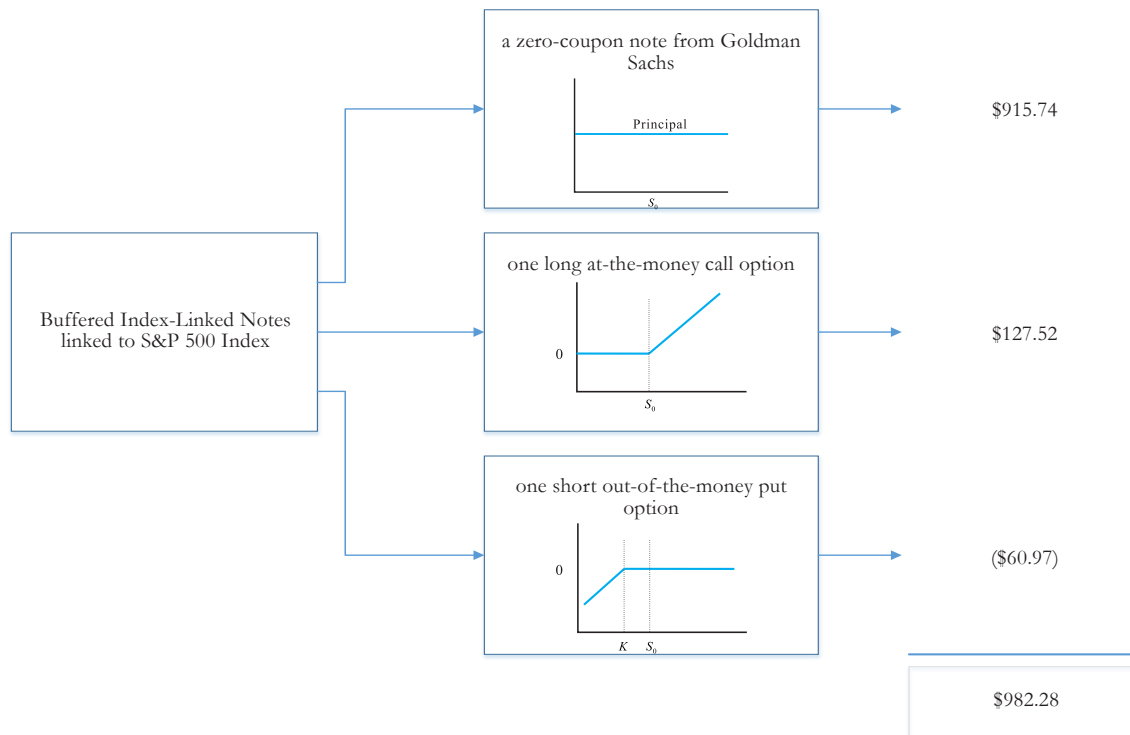 a zero-coupon note from Goldman
Sachs
Principal
S₀
$915.74
Buffered Index-Linked Notes
linked to S&P 500 Index
one long at-the-money call option
0
S₀
$127.52
one short out-of-the-money put
option
0
K S₀
($60.97)
$982.28